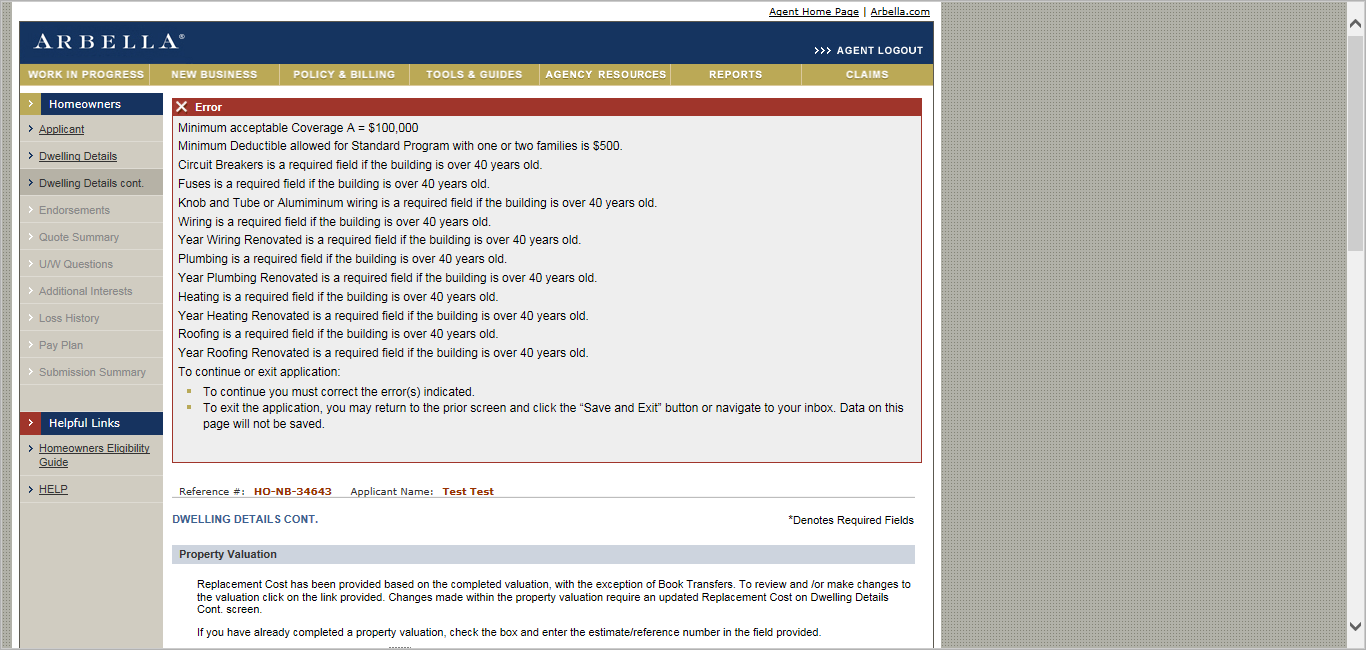 Agent Home Page | Arbella.com
ARBELLA®
>>> AGENT LOGOUT
WORK IN PROGRESS NEW BUSINESS POLICY & BILLING TOOLS & GUIDES AGENCY RESOURCES REPORTS CLAIMS
Homeowners
Applicant
Dwelling Details
Dwelling Details cont.
Endorsements
Quote Summary
U/W Questions
Additional Interests
Loss History
Pay Plan
Submission Summary
Helpful Links
Homeowners Eligibility
Guide
HELP
Error
Minimum acceptable Coverage A = $100,000
Minimum Deductible allowed for Standard Program with one or two families is $500.
Circuit Breakers is a required field if the building is over 40 years old.
Fuses is a required field if the building is over 40 years old.
Knob and Tube or Alumiminum wiring is a required field if the building is over 40 years old.
Wiring is a required field if the building is over 40 years old.
Year Wiring Renovated is a required field if the building is over 40 years old.
Plumbing is a required field if the building is over 40 years old.
Year Plumbing Renovated is a required field if the building is over 40 years old.
Heating is a required field if the building is over 40 years old.
Year Heating Renovated is a required field if the building is over 40 years old.
Roofing is a required field if the building is over 40 years old.
Year Roofing Renovated is a required field if the building is over 40 years old.
To continue or exit application:
To continue you must correct the error(s) indicated.
To exit the application, you may return to the prior screen and click the “Save and Exit” button or navigate to your inbox. Data on this
page will not be saved.
Reference #: HO-NB-34643 Applicant Name: Test Test
DWELLING DETAILS CONT.
*Denotes Required Fields
Property Valuation
Replacement Cost has been provided based on the completed valuation, with the exception of Book Transfers. To review and /or make changes to
the valuation click on the link provided. Changes made within the property valuation require an updated Replacement Cost on Dwelling Details
Cont. screen.
If you have already completed a property valuation, check the box and enter the estimate/reference number in the field provided.